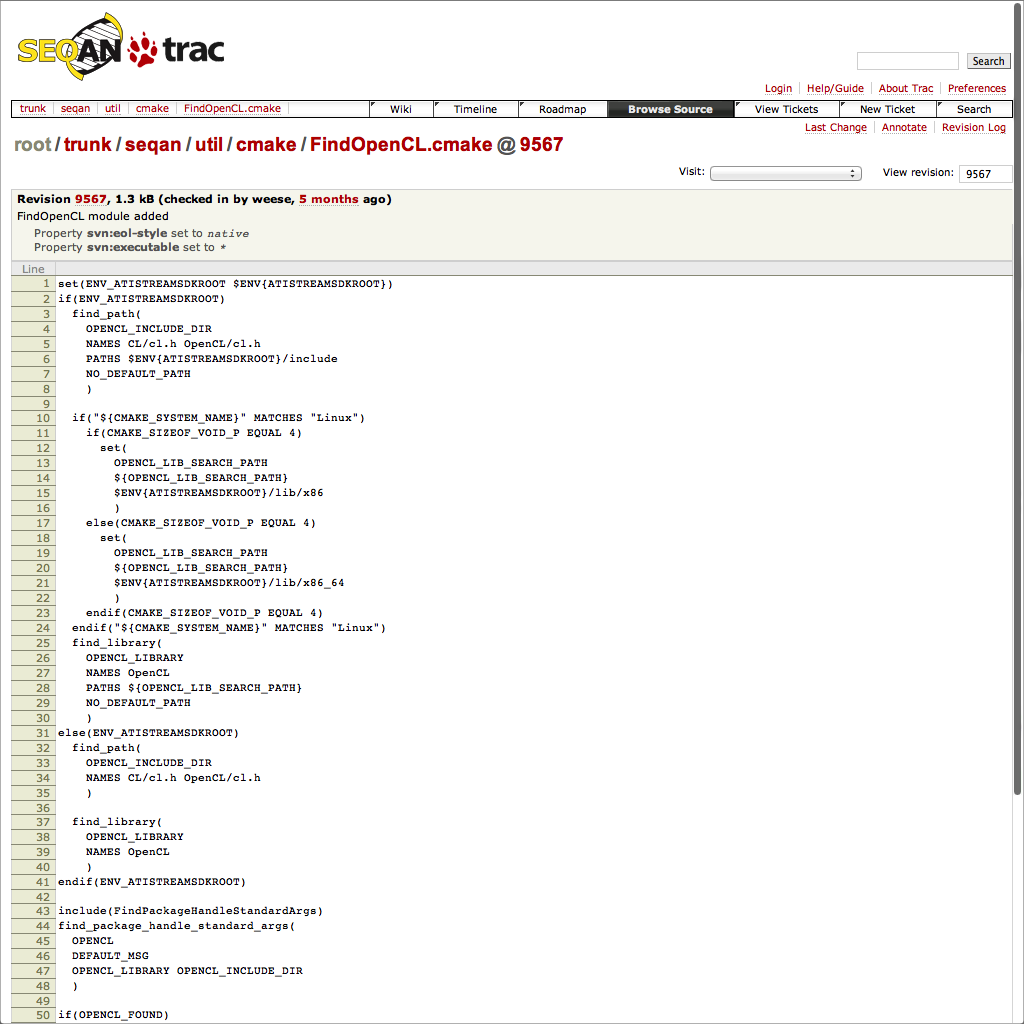 SEQAN trac
Search
Login Help/Guide About Trac Preferences
trunk seqan util cmake FindOpenCL.cmake Wiki Timeline Roadmap Browse Source View Tickets New Ticket Search
Last Change Annotate Revision Log
root/trunk/seqan/util/cmake/FindOpenCL.cmake @ 9567
Visit: View revision: 9567
Revision 9567, 1.3 kB (checked in by weese, 5 months ago)
FindOpenCL module added
Property svn:eol-style set to native
Property svn:executable set to *
Line
1 set(ENV_ATISTREAMSDKROOT $ENV{ATISTREAMSDKROOT})
2 if(ENV_ATISTREAMSDKROOT)
3   find_path(
4     OPENCL_INCLUDE_DIR
5     NAMES CL/cl.h OpenCL/cl.h
6     PATHS $ENV{ATISTREAMSDKROOT}/include
7     NO_DEFAULT_PATH
8     )
9
10   if("${CMAKE_SYSTEM_NAME}" MATCHES "Linux")
11     if(CMAKE_SIZEOF_VOID_P EQUAL 4)
12       set(
13         OPENCL_LIB_SEARCH_PATH
14         ${OPENCL_LIB_SEARCH_PATH}
15         $ENV{ATISTREAMSDKROOT}/lib/x86
16         )
17     else(CMAKE_SIZEOF_VOID_P EQUAL 4)
18       set(
19         OPENCL_LIB_SEARCH_PATH
20         ${OPENCL_LIB_SEARCH_PATH}
21         $ENV{ATISTREAMSDKROOT}/lib/x86_64
22         )
23     endif(CMAKE_SIZEOF_VOID_P EQUAL 4)
24   endif("${CMAKE_SYSTEM_NAME}" MATCHES "Linux")
25   find_library(
26     OPENCL_LIBRARY
27     NAMES OpenCL
28     PATHS ${OPENCL_LIB_SEARCH_PATH}
29     NO_DEFAULT_PATH
30     )
31 else(ENV_ATISTREAMSDKROOT)
32   find_path(
33     OPENCL_INCLUDE_DIR
34     NAMES CL/cl.h OpenCL/cl.h
35     )
36
37   find_library(
38     OPENCL_LIBRARY
39     NAMES OpenCL
40     )
41 endif(ENV_ATISTREAMSDKROOT)
42
43 include(FindPackageHandleStandardArgs)
44 find_package_handle_standard_args(
45   OPENCL
46   DEFAULT_MSG
47   OPENCL_LIBRARY OPENCL_INCLUDE_DIR
48   )
49
50 if(OPENCL_FOUND)